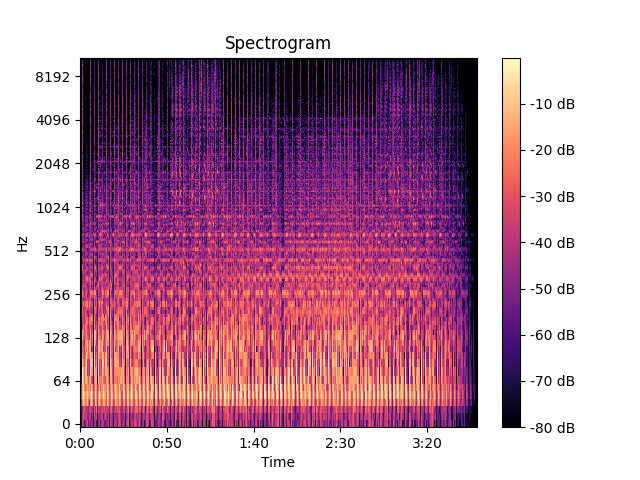 Spectrogram
Hz
8192
4096
2048
1024
512
256
128
64
0
0:00 0:50 1:40 2:30 3:20
Time
-10 dB
-20 dB
-30 dB
-40 dB
-50 dB
-60 dB
-70 dB
-80 dB